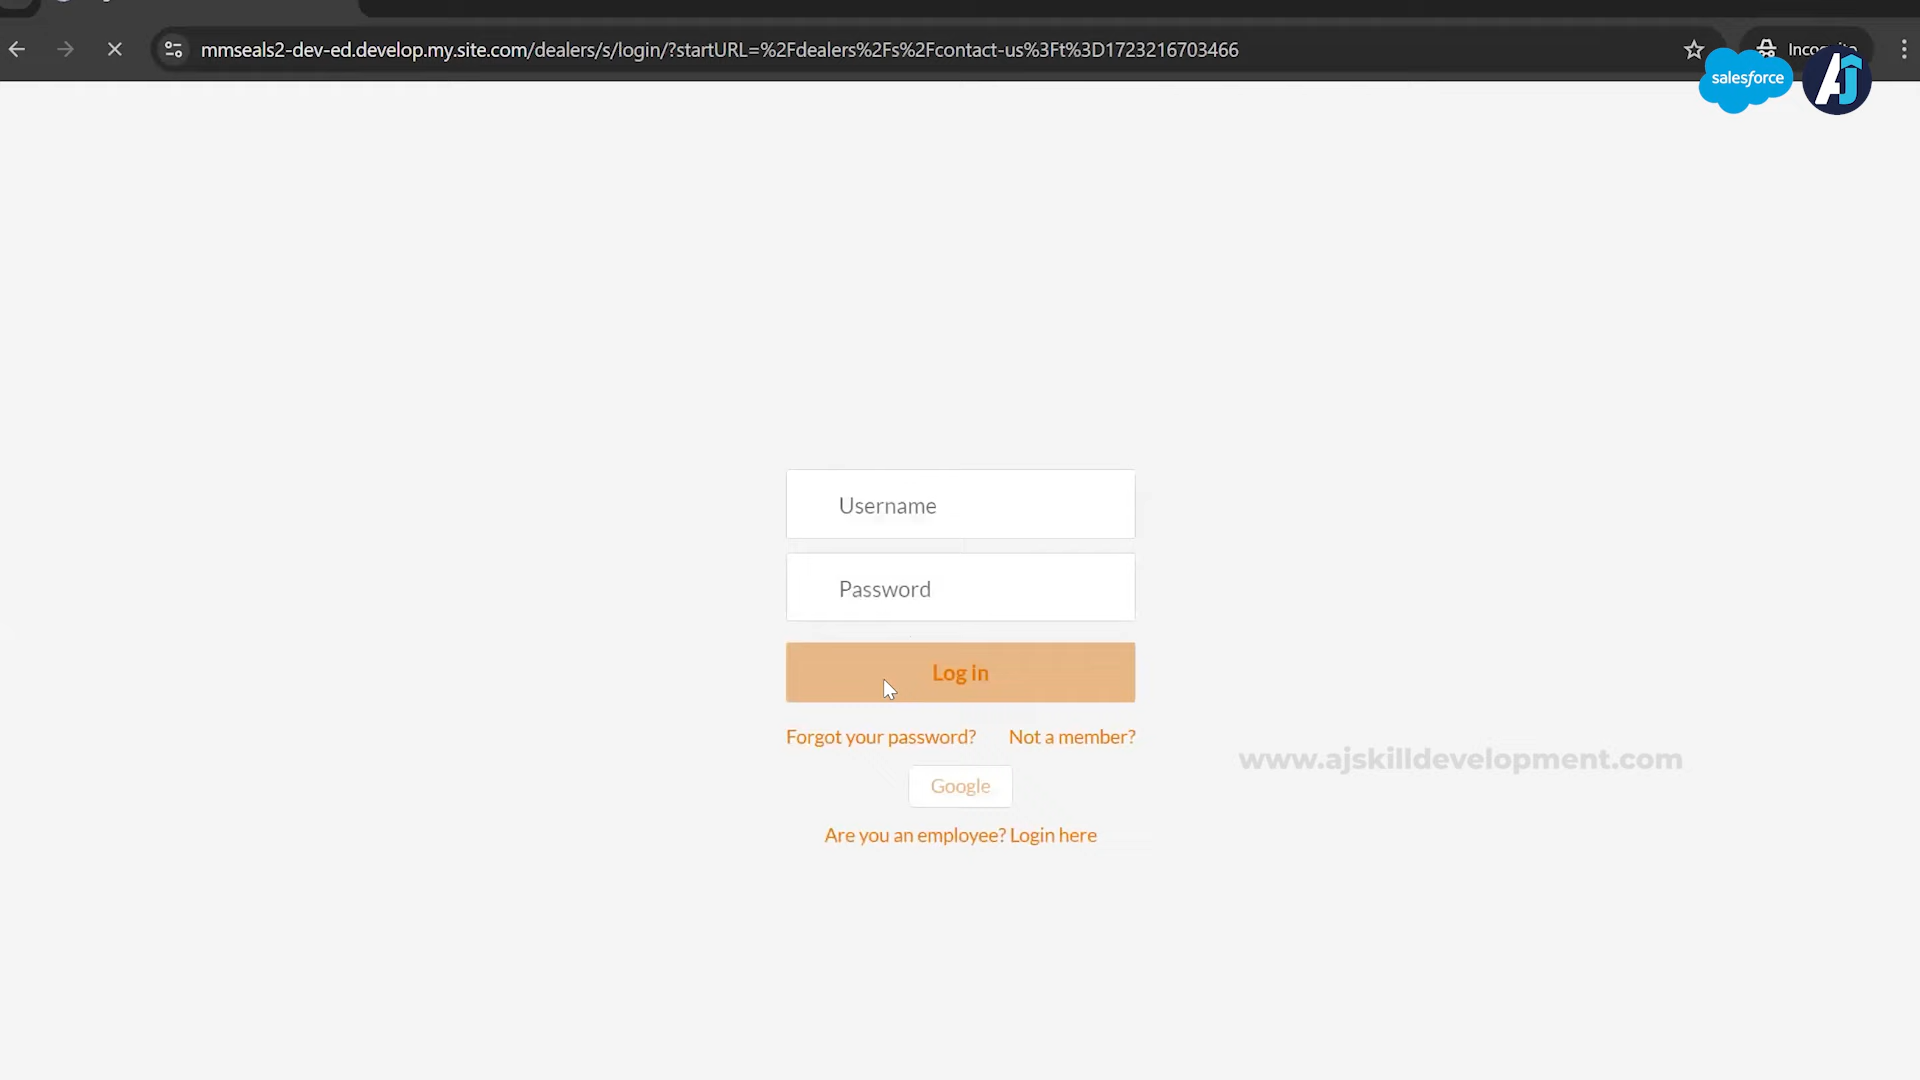 mmseals2-dev-ed.develop.my.site.com/dealers/s/login/?startURL=%2Fdealers%2Fs%2Fcontact-us%3Ft%3D1723216703466
salesforce
AJ
Username
Password
Log in
Forgot your password? Not a member?
www.ajskilldevelopment.com
Google
Are you an employee? Login here